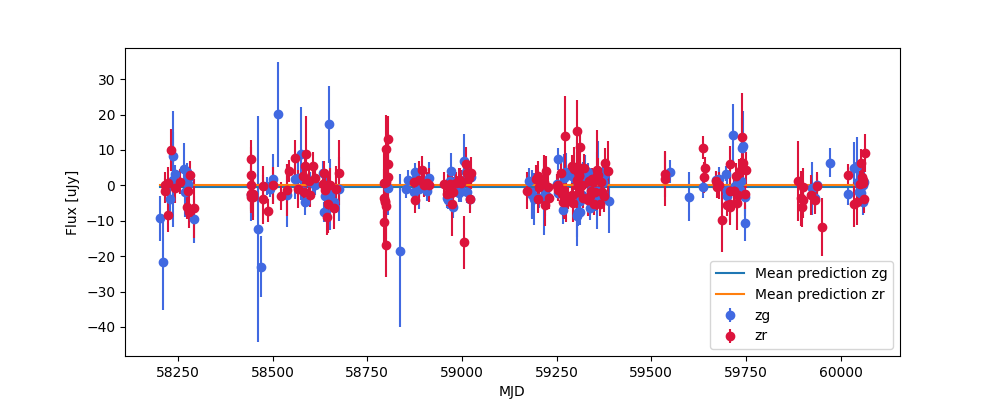 30
20
10
0
−10
−20
−30
−40
Flux [uJy]
58250 58500 58750 59000 59250 59500 59750 60000
MJD
Mean prediction zg
Mean prediction zr
zg
zr